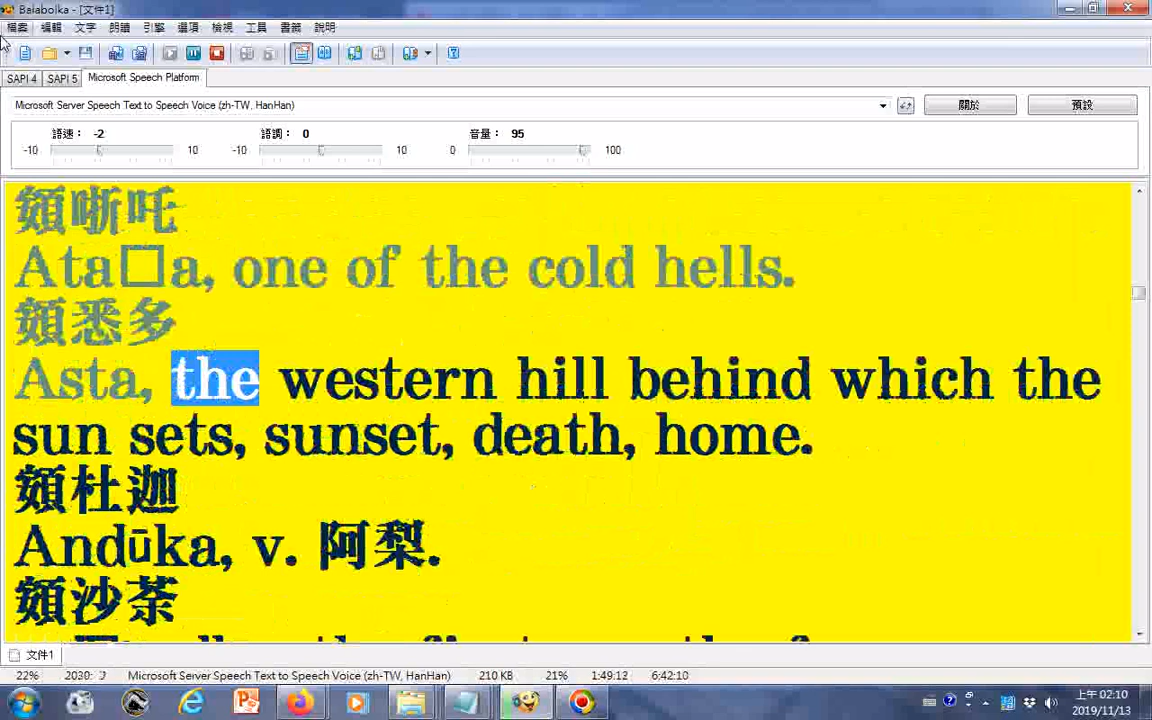 Balabolka - [文件1]
檔案 編輯 文字 朗讀 引擎 選項 檢視 工具 書籤 說明
SAPI 4 SAPI 5 Microsoft Speech Platform
Microsoft Server Speech Text to Speech Voice (zh-TW, HanHan) 關於 預設
語速： -2 語調： 0 音量： 95
-10 10 -10 10 0 100
頞哳吒
Ata□a, one of the cold hells.
頞悉多
Asta, the western hill behind which the
sun sets, sunset, death, home.
頞杜迦
Andūka, v. 阿梨.
頞沙荼
文件1
22% 2030: Microsoft Server Speech Text to Speech Voice (zh-TW, HanHan) 210 KB 21% 1:49:12 6:42:10
上午 02:10
2019/11/13